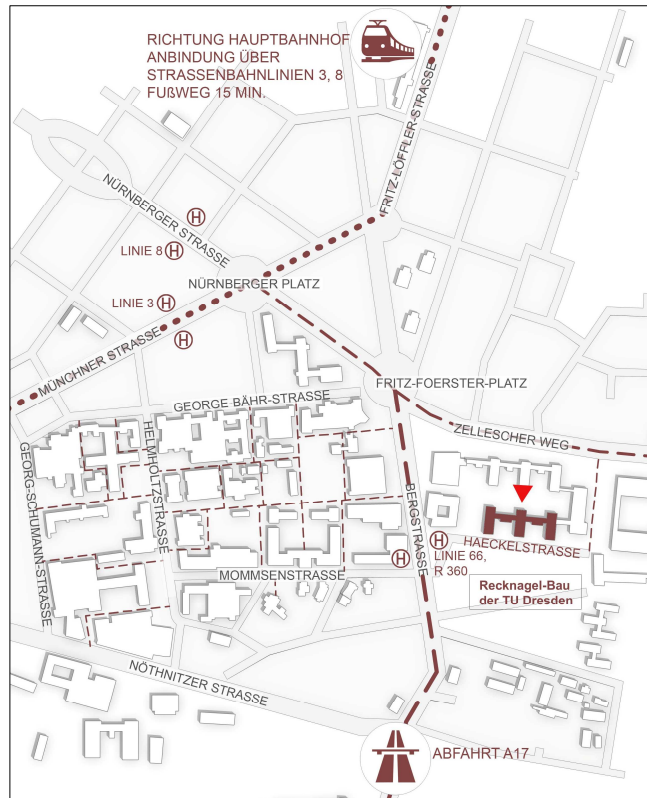 RICHTUNG HAUPTBAHNHOF
ANBINDUNG ÜBER
STRASSENBAHNLINIEN 3, 8
FUßWEG 15 MIN.
FRITZ-LÖFFLER-STRASSE
NÜRNBERGER STRASSE
H
LINIE 8 H
NÜRNBERGER PLATZ
LINIE 3 H
H
MÜNCHNER STRASSE
FRITZ-FOERSTER-PLATZ
GEORGE BÄHR-STRASSE
ZELLESCHER WEG
GEORG-SCHUMANN-STRASSE
HELMHOLTZSTRASSE
BERGSTRASSE
H
HAECKELSTRASSE
H
LINIE 66,
R 360
MOMMSENSTRASSE
Recknagel-Bau
der TU Dresden
NÖTHNITZER STRASSE
ABFAHRT A17